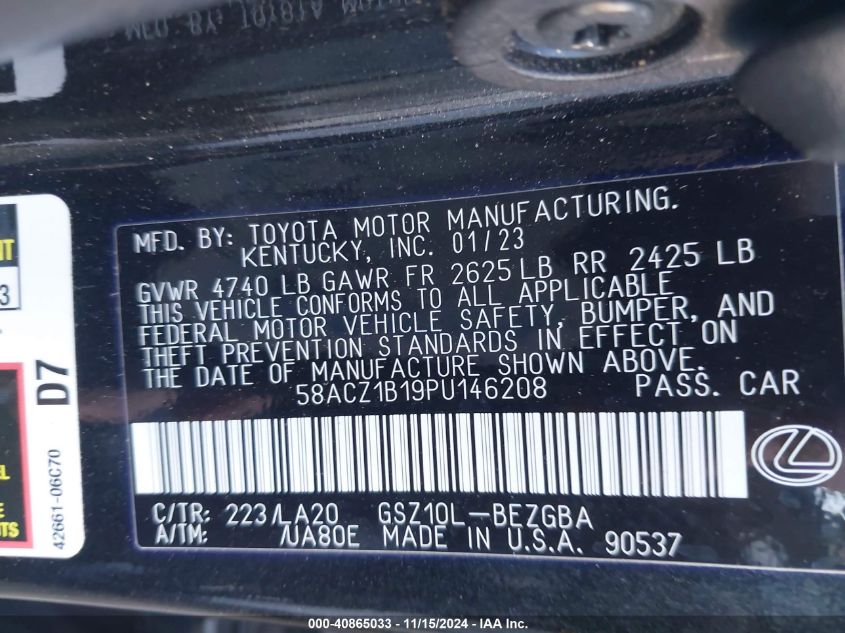 MFD. BY: TOYOTA MOTOR MANUFACTURING.
KENTUCKY, INC. 01/23
GVWR 4740 LB GAWR FR 2625 LB RR 2425 LB
THIS VEHICLE CONFORMS TO ALL APPLICABLE
FEDERAL MOTOR VEHICLE SAFETY, BUMPER, AND
THEFT PREVENTION STANDARDS IN EFFECT ON
THE DATE OF MANUFACTURE SHOWN ABOVE.
58ACZ1B19PU146208 PASS. CAR
C/TR: 223/LA20 GSZ10L-BEZGBA
A/TM: /UA80E MADE IN U.S.A. 90537
3
D7
42661-06C70
000-40865033 - 11/15/2024 - IAA Inc.